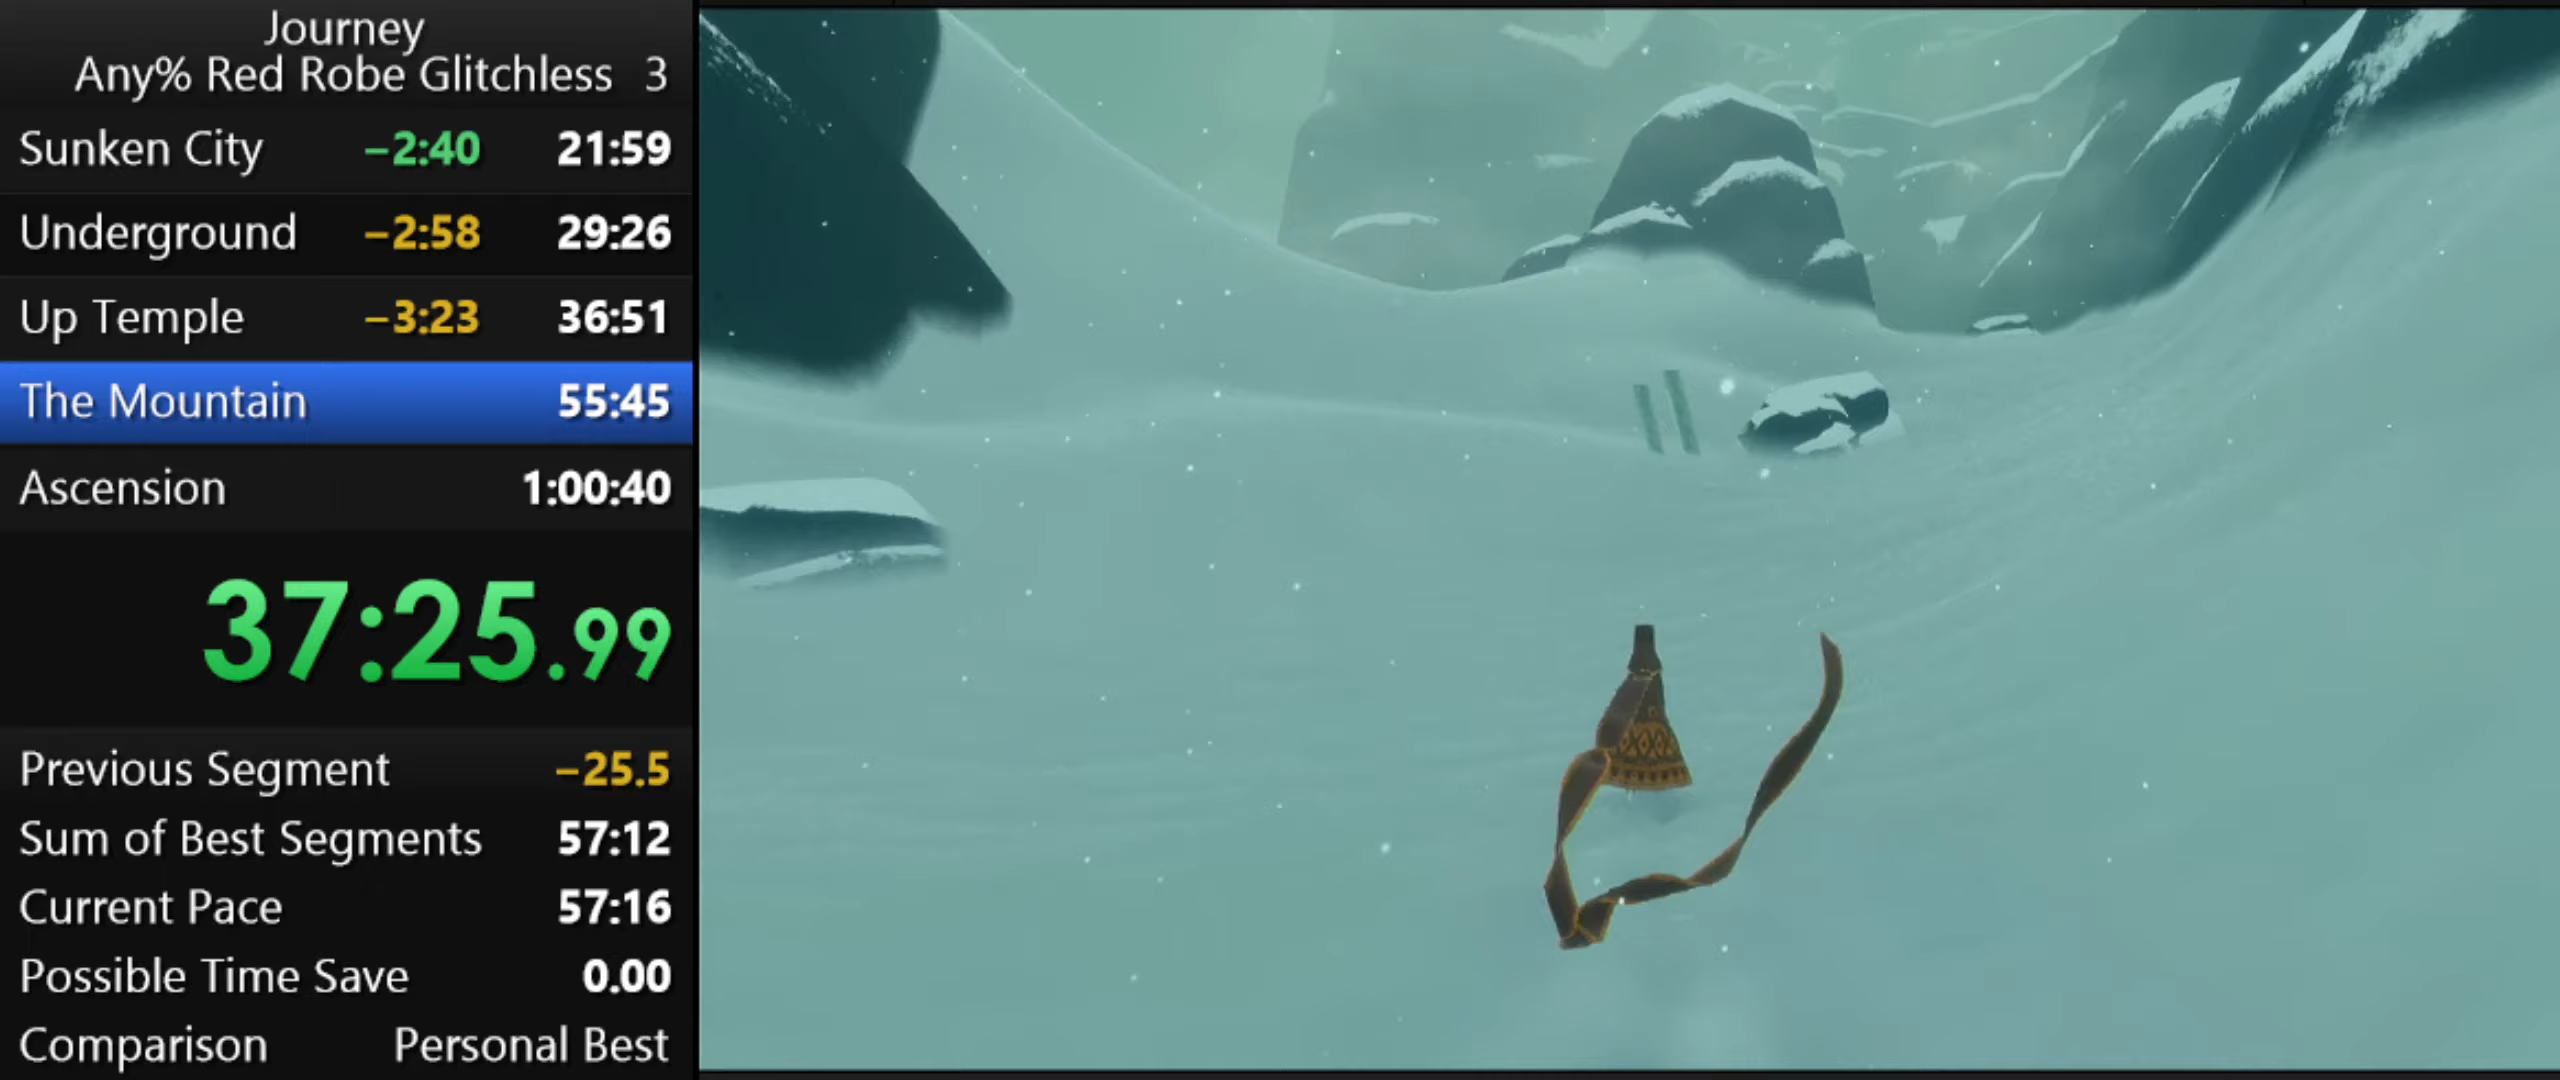 Journey
Any% Red Robe Glitchless 3
Sunken City −2:40 21:59
Underground −2:58 29:26
Up Temple −3:23 36:51
The Mountain 55:45
Ascension 1:00:40
37:25.99
Previous Segment −25.5
Sum of Best Segments 57:12
Current Pace 57:16
Possible Time Save 0.00
Comparison Personal Best